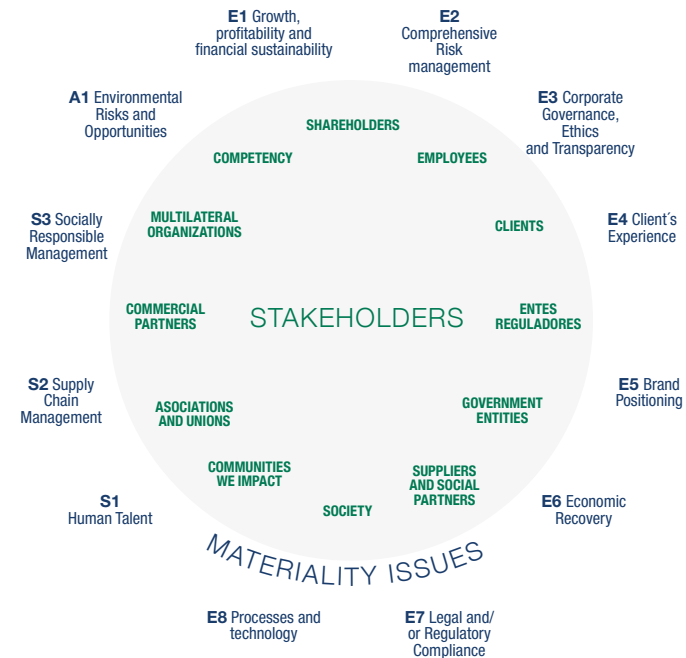 E1 Growth,
profitability and
financial sustainability
E2
Comprehensive
Risk
management
A1 Environmental
Risks and
Opportunities
E3 Corporate
Governance,
Ethics
and Transparency
SHAREHOLDERS
COMPETENCY
EMPLOYEES
S3 Socially
Responsible
Management
MULTILATERAL
ORGANIZATIONS
CLIENTS
E4 Client´s
Experience
COMMERCIAL
PARTNERS
STAKEHOLDERS
ENTES
REGULADORES
S2 Supply
Chain
Management
ASOCIATIONS
AND UNIONS
GOVERNMENT
ENTITIES
E5 Brand
Positioning
COMMUNITIES
WE IMPACT
SUPPLIERS
AND SOCIAL
PARTNERS
SOCIETY
S1
Human Talent
E6 Economic
Recovery
MATERIALITY ISSUES
E8 Processes and
technology
E7 Legal and/
or Regulatory
Compliance